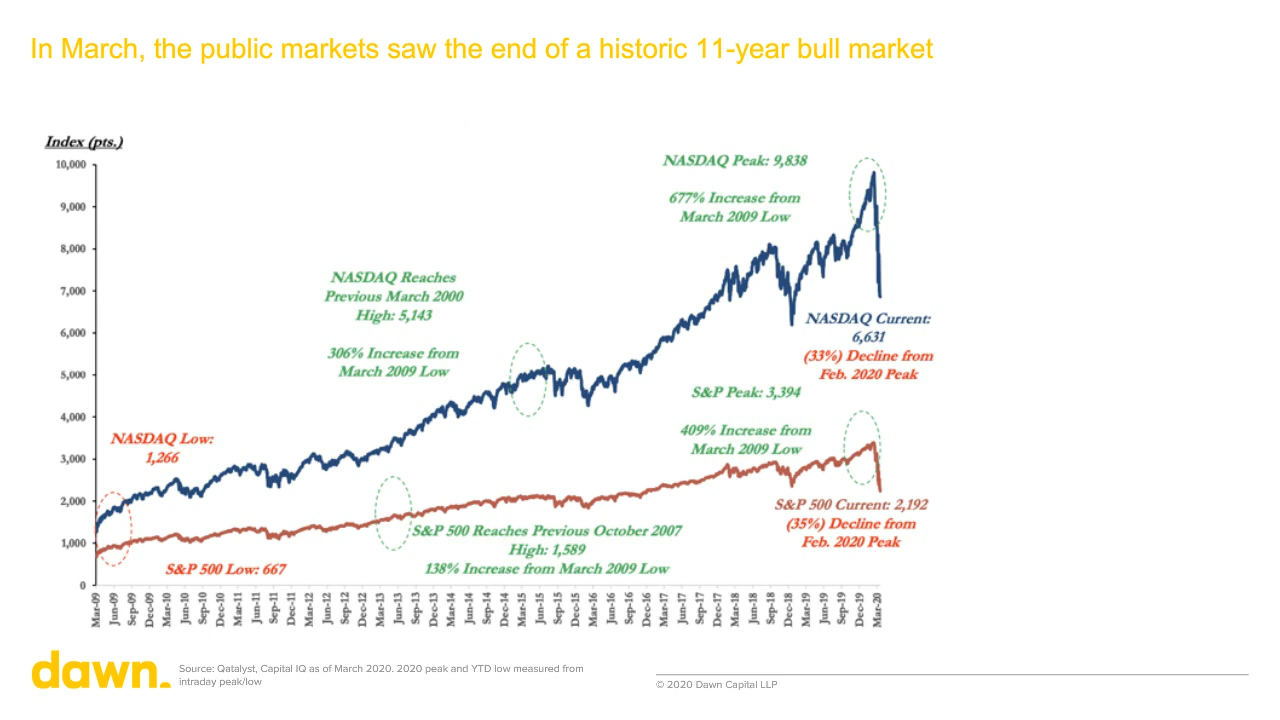 In March, the public markets saw the end of a historic 11-year bull market
Index (pts.)
10,000
9,000
8,000
7,000
6,000
5,000
4,000
3,000
2,000
1,000
0
NASDAQ Low:
1,266
S&P 500 Low: 667
NASDAQ Reaches
Previous March 2000
High: 5,143
306% Increase from
March 2009 Low
S&P 500 Reaches Previous October 2007
High: 1,589
138% Increase from March 2009 Low
NASDAQ Peak: 9,838
677% Increase from
March 2009 Low
NASDAQ Current:
6,631
(33%) Decline from
Feb. 2020 Peak
S&P Peak: 3,394
409% Increase from
March 2009 Low
S&P 500 Current: 2,192
(35%) Decline from
Feb. 2020 Peak
Mar-09
Jun-09
Sep-09
Dec-09
Mar-10
Jun-10
Sep-10
Dec-10
Mar-11
Jun-11
Sep-11
Dec-11
Mar-12
Jun-12
Sep-12
Dec-12
Mar-13
Jun-13
Sep-13
Dec-13
Mar-14
Jun-14
Sep-14
Dec-14
Mar-15
Jun-15
Sep-15
Dec-15
Mar-16
Jun-16
Sep-16
Dec-16
Mar-17
Jun-17
Sep-17
Dec-17
Mar-18
Jun-18
Sep-18
Dec-18
Mar-19
Jun-19
Sep-19
Dec-19
Mar-20
dawn.
Source: Qatalyst, Capital IQ as of March 2020. 2020 peak and YTD low measured from
intraday peak/low
© 2020 Dawn Capital LLP